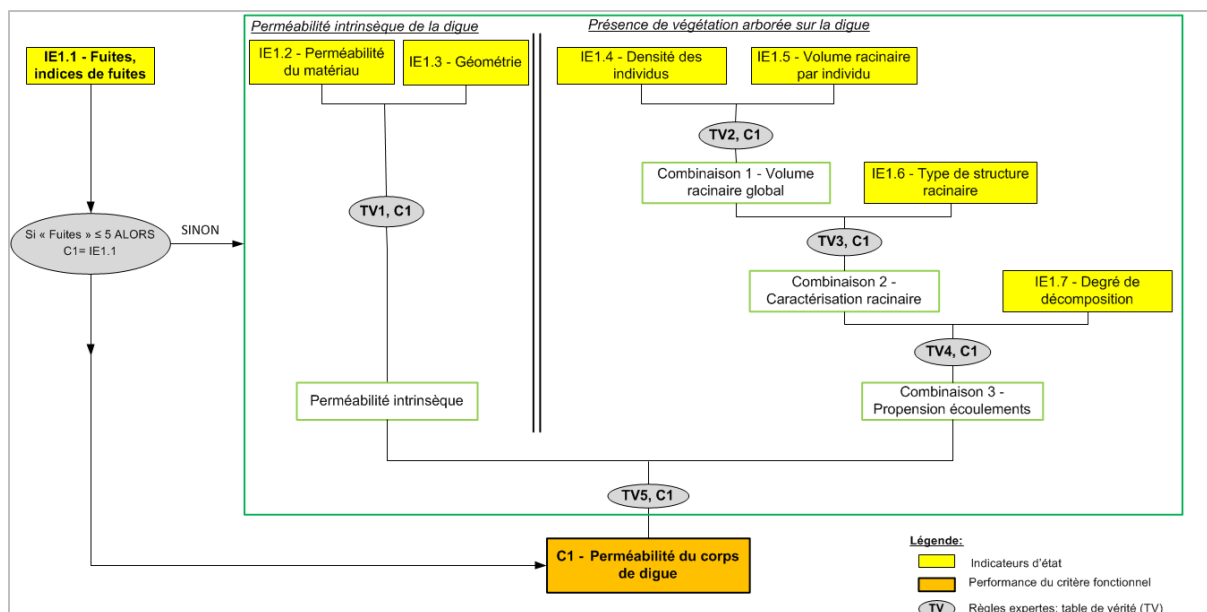 Perméabilité intrinsèque de la digue
Présence de végétation arborée sur la digue
IE1.1 - Fuites,
indices de fuites
IE1.2 - Perméabilité
du matériau
IE1.3 - Géométrie
IE1.4 - Densité des
individus
IE1.5 - Volume racinaire
par individu
TV2, C1
Combinaison 1 - Volume
racinaire global
IE1.6 - Type de structure
racinaire
TV1, C1
Si « Fuites » ≤ 5 ALORS
C1= IE1.1
SINON
TV3, C1
Combinaison 2 -
Caractérisation racinaire
IE1.7 - Degré de
décomposition
TV4, C1
Perméabilité intrinsèque
Combinaison 3 -
Propension écoulements
TV5, C1
C1 - Perméabilité du corps
de digue
Légende:
Indicateurs d'état
Performance du critère fonctionnel
TV
Règles expertes: table de vérité (TV)